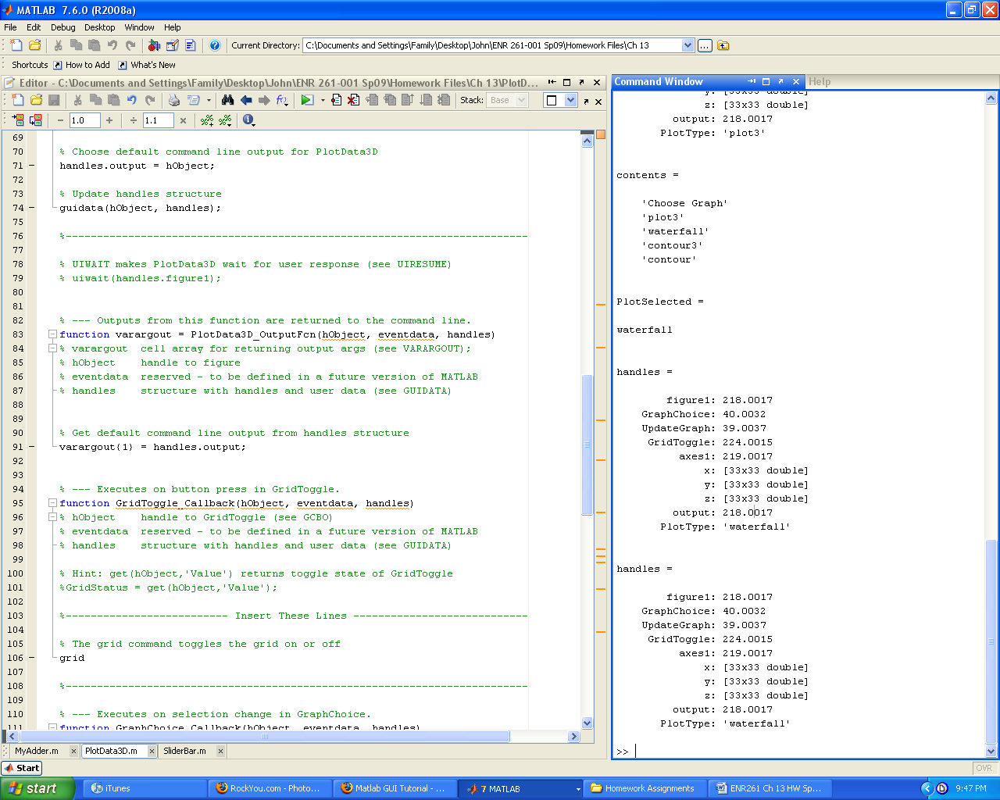 MATLAB  7.6.0 (R2008a)
File  Edit  Debug  Desktop  Window  Help
Current Directory: C:\Documents and Settings\Family\Desktop\John\ENR 261-001 Sp09\Homework Files\Ch 13
Shortcuts  How to Add  What's New
Editor - C:\Documents and Settings\Family\Desktop\John\ENR 261-001 Sp09\Homework Files\Ch 13\PlotD...
Stack: Base
- 1.0 + ÷ 1.1 ×
69
70 % Choose default command line output for PlotData3D
71 - handles.output = hObject;
72
73 % Update handles structure
74 - guidata(hObject, handles);
75
76 %--------------------------------------------------------------------------
77
78 % UIWAIT makes PlotData3D wait for user response (see UIRESUME)
79 % uiwait(handles.figure1);
80
81
82 % --- Outputs from this function are returned to the command line.
83 function varargout = PlotData3D_OutputFcn(hObject, eventdata, handles)
84 % varargout  cell array for returning output args (see VARARGOUT);
85 % hObject    handle to figure
86 % eventdata  reserved - to be defined in a future version of MATLAB
87 % handles    structure with handles and user data (see GUIDATA)
88
89
90 % Get default command line output from handles structure
91 - varargout{1} = handles.output;
92
93
94 % --- Executes on button press in GridToggle.
95 function GridToggle_Callback(hObject, eventdata, handles)
96 % hObject    handle to GridToggle (see GCBO)
97 % eventdata  reserved - to be defined in a future version of MATLAB
98 % handles    structure with handles and user data (see GUIDATA)
99
100 % Hint: get(hObject,'Value') returns toggle state of GridToggle
101 %GridStatus = get(hObject,'Value');
102
103 %-------------------------- Insert These Lines ----------------------------
104
105 % The grid command toggles the grid on or off
106 - grid
107
108 %--------------------------------------------------------------------------
109
110 % --- Executes on selection change in GraphChoice.
111 function GraphChoice_Callback(hObject, eventdata, handles)
MyAdder.m  PlotData3D.m  SliderBar.m
Command Window  Help
y: [33x33 double]
z: [33x33 double]
output: 218.0017
PlotType: 'plot3'
contents =
'Choose Graph'
'plot3'
'waterfall'
'contour3'
'contour'
PlotSelected =
waterfall
handles =
figure1: 218.0017
GraphChoice: 40.0032
UpdateGraph: 39.0037
GridToggle: 224.0015
axes1: 219.0017
x: [33x33 double]
y: [33x33 double]
z: [33x33 double]
output: 218.0017
PlotType: 'waterfall'
handles =
figure1: 218.0017
GraphChoice: 40.0032
UpdateGraph: 39.0037
GridToggle: 224.0015
axes1: 219.0017
x: [33x33 double]
y: [33x33 double]
z: [33x33 double]
output: 218.0017
PlotType: 'waterfall'
>>
Start  OVR
start  iTunes  RockYou.com - Photo...  Matlab GUI Tutorial - ...  7 MATLAB  Homework Assignments  ENR261 Ch 13 HW Sp...  9:47 PM